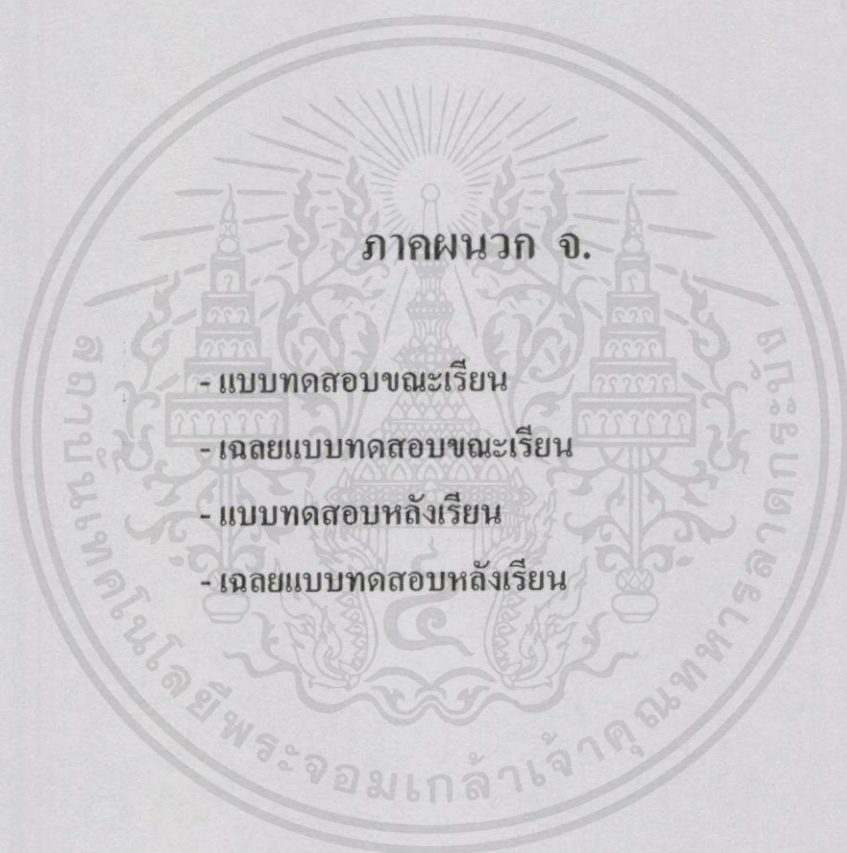 ภาคผนวก จ.
- แบบทดสอบขณะเรียน
- เฉลยแบบทดสอบขณะเรียน
- แบบทดสอบหลังเรียน
- เฉลยแบบทดสอบหลังเรียน
สถาบันเทคโนโลยีพระจอมเกล้าเจ้าคุณทหารลาดกระบัง